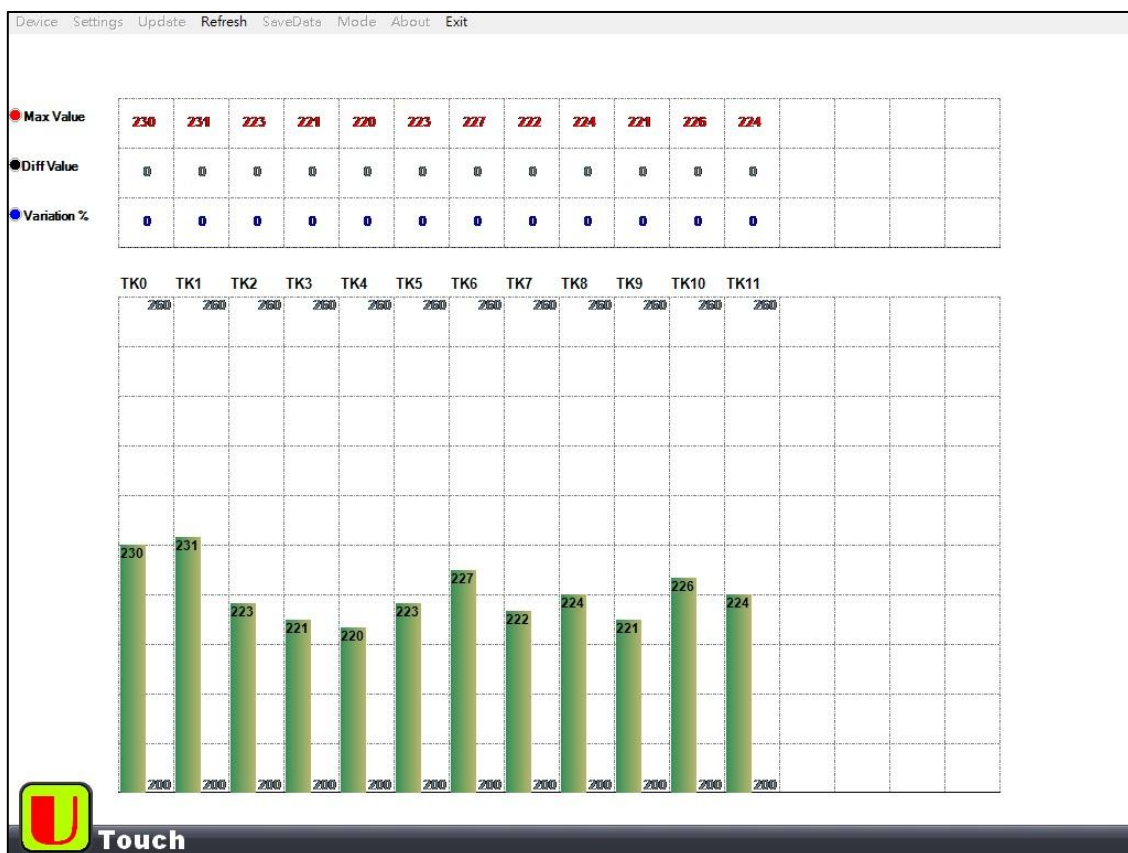 Device Settings Update Refresh SaveData Mode About Exit
Max Value 230 231 223 221 220 223 227 222 224 221 226 224
Diff Value 0 0 0 0 0 0 0 0 0 0 0 0
Variation % 0 0 0 0 0 0 0 0 0 0 0 0
TK0 TK1 TK2 TK3 TK4 TK5 TK6 TK7 TK8 TK9 TK10 TK11
260 260 260 260 260 260 260 260 260 260 260 260
230 231 223 221 220 223 227 222 224 221 226 224
200 200 200 200 200 200 200 200 200 200 200 200
U Touch